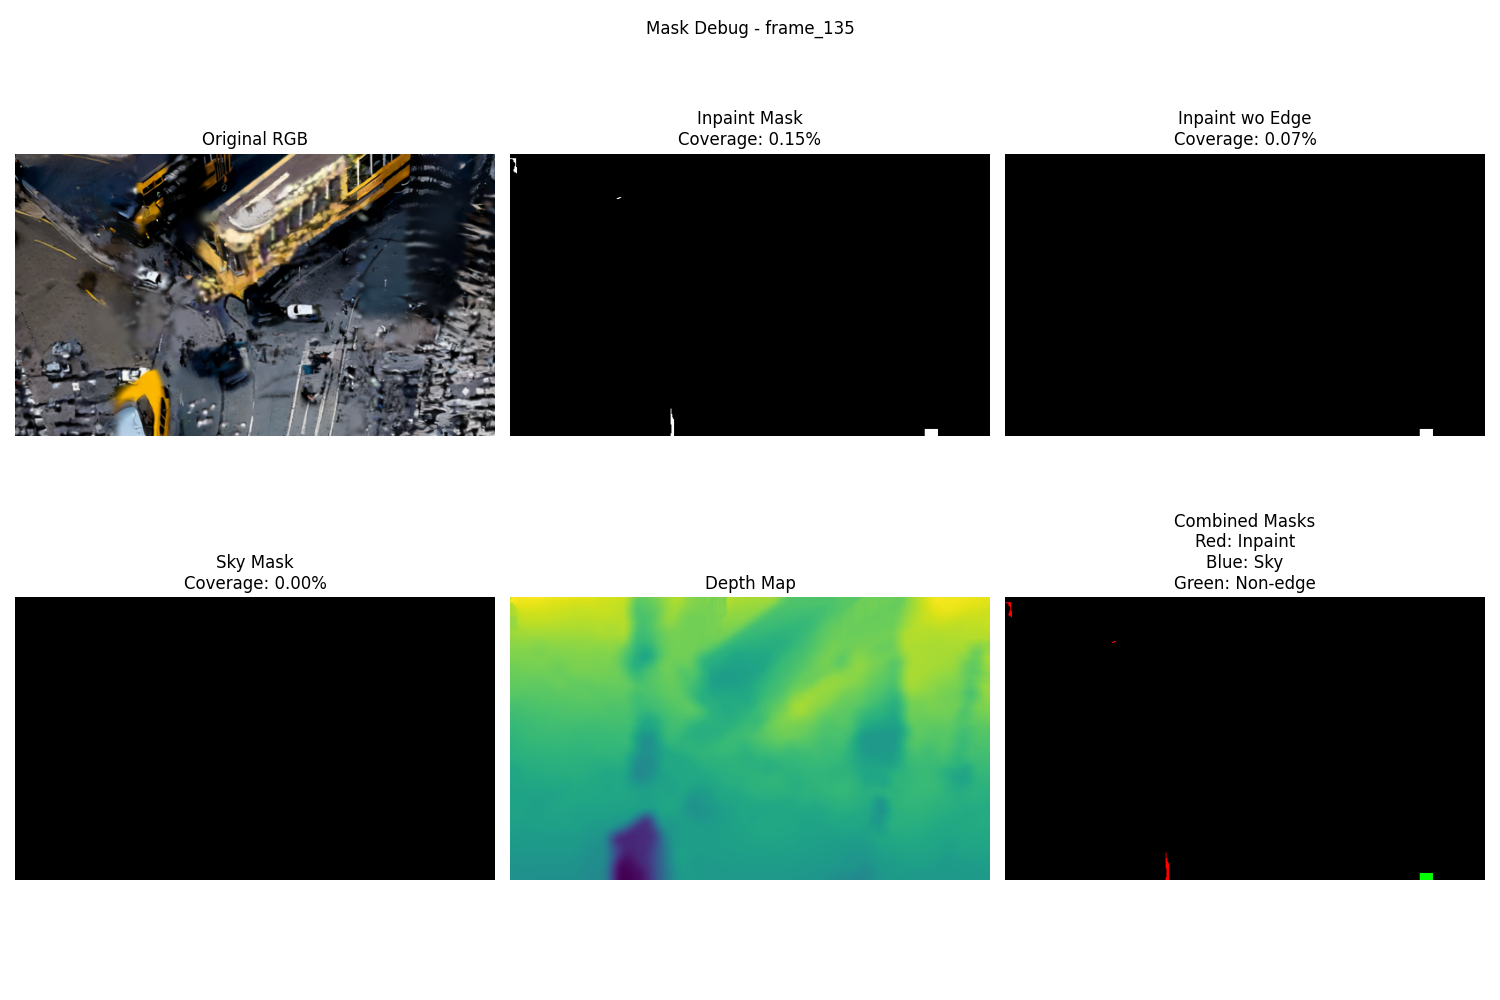 Mask Debug - frame_135
Original RGB
Inpaint Mask
Coverage: 0.15%
Inpaint wo Edge
Coverage: 0.07%
Sky Mask
Coverage: 0.00%
Depth Map
Combined Masks
Red: Inpaint
Blue: Sky
Green: Non-edge